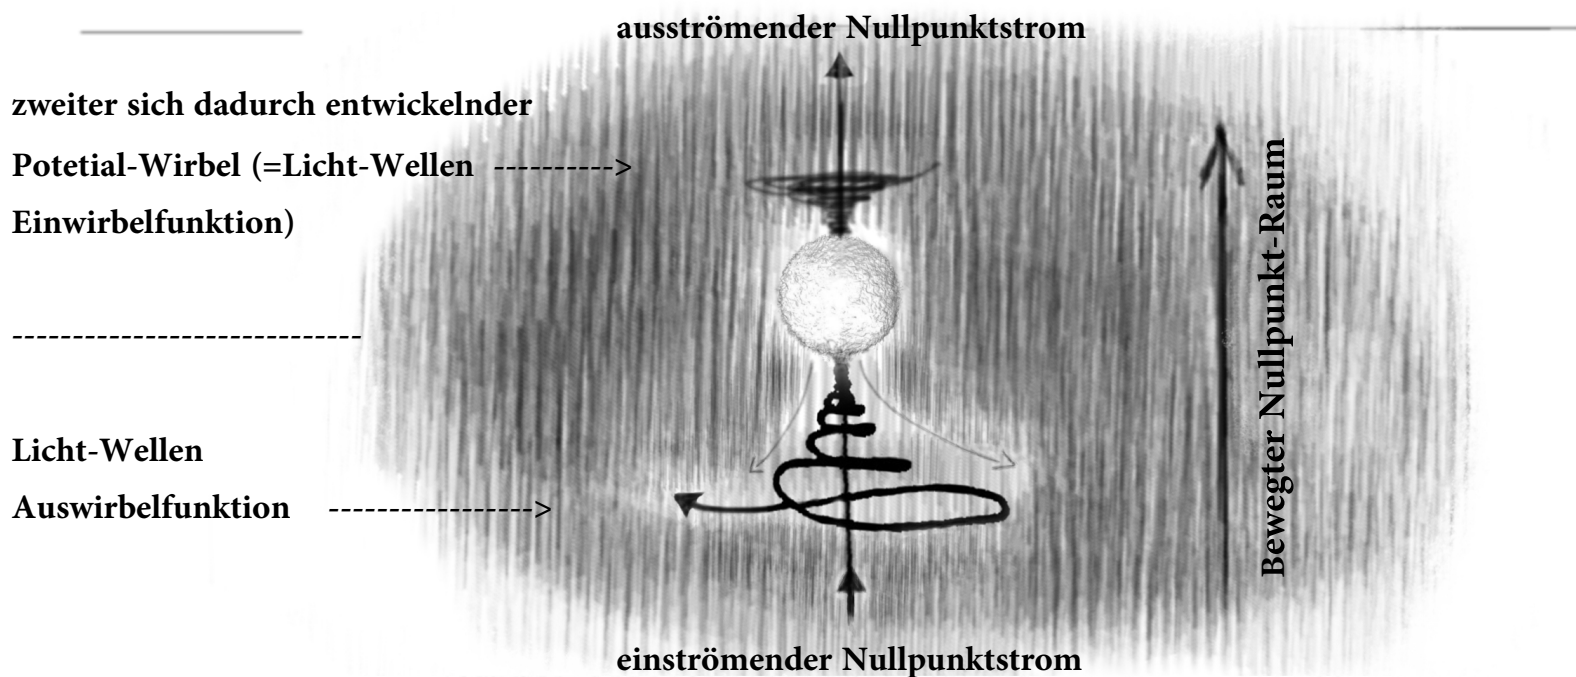 ausströmender Nullpunktstrom
zweiter sich dadurch entwickelnder
Potetial-Wirbel (=Licht-Wellen ---------->
Einwirbelfunktion)
-----------------------------
Licht-Wellen
Auswirbelfunktion ----------------->
Bewegter Nullpunkt-Raum
einströmender Nullpunktstrom